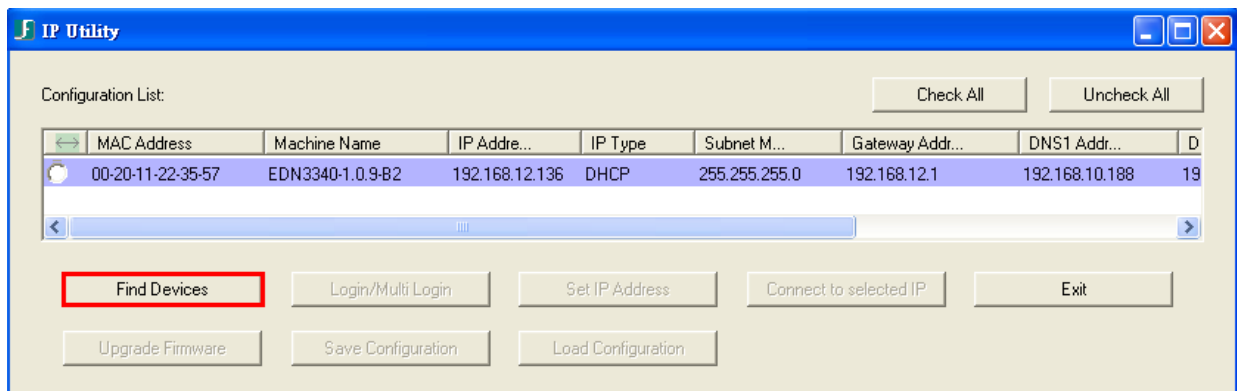 IP Utility
Configuration List:
Check All
Uncheck All
MAC Address Machine Name IP Addre... IP Type Subnet M... Gateway Addr... DNS1 Addr... D
00-20-11-22-35-57 EDN3340-1.0.9-B2 192.168.12.136 DHCP 255.255.255.0 192.168.12.1 192.168.10.188 19
Find Devices Login/Multi Login Set IP Address Connect to selected IP Exit
Upgrade Firmware Save Configuration Load Configuration